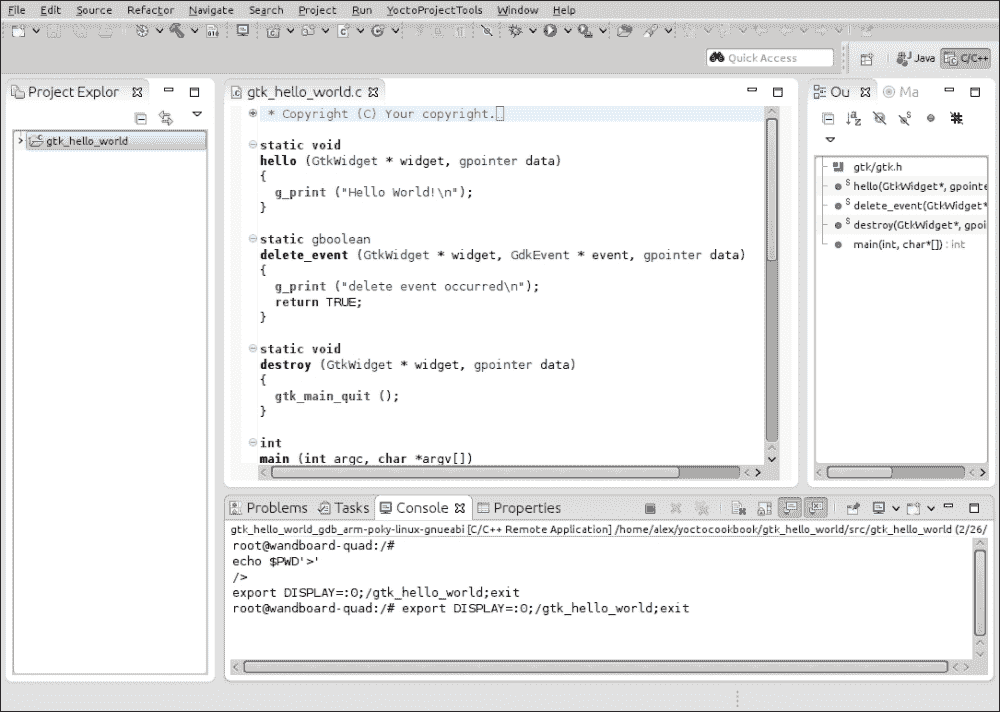 File Edit Source Refactor Navigate Search Project Run YoctoProjectTools Window Help
Quick Access
Java
C/C++
Project Explor
gtk_hello_world
gtk_hello_world.c
* Copyright (C) Your copyright.
static void
hello (GtkWidget * widget, gpointer data)
{
g_print ("Hello World!\n");
}
static gboolean
delete_event (GtkWidget * widget, GdkEvent * event, gpointer data)
{
g_print ("delete event occurred\n");
return TRUE;
}
static void
destroy (GtkWidget * widget, gpointer data)
{
gtk_main_quit ();
}
int
main (int argc, char *argv[])
Ou
Ma
gtk/gtk.h
hello(GtkWidget*, gpointe
delete_event(GtkWidget*
destroy(GtkWidget*, gpoi
main(int, char*[]) : int
Problems Tasks Console Properties
gtk_hello_world_gdb_arm-poky-linux-gnueabi [C/C++ Remote Application] /home/alex/yoctocookbook/gtk_hello_world/src/gtk_hello_world (2/26/
root@wandboard-quad:/#
echo $PWD'>'
/>
export DISPLAY=:0;/gtk_hello_world;exit
root@wandboard-quad:/# export DISPLAY=:0;/gtk_hello_world;exit